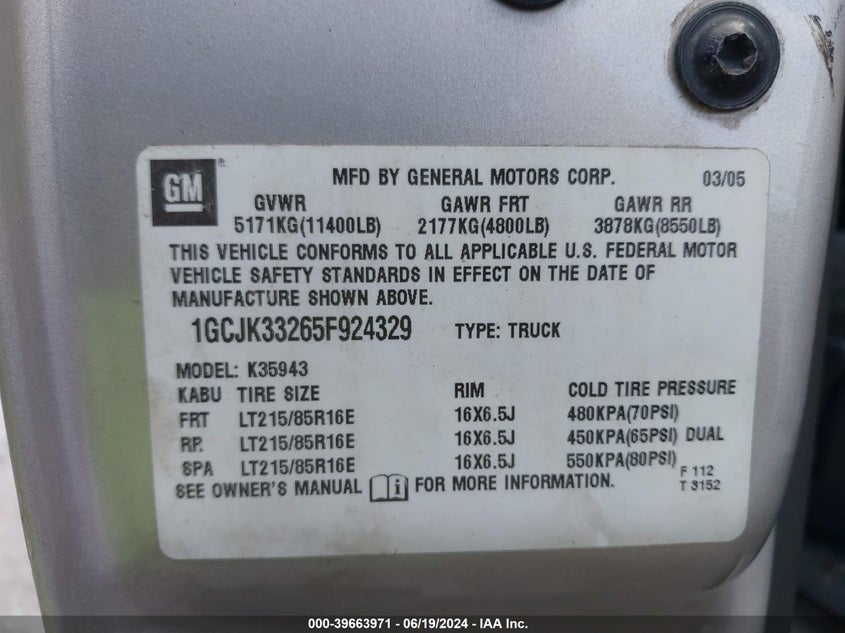 GM
MFD BY GENERAL MOTORS CORP. 03/05
GVWR GAWR FRT GAWR RR
5171KG(11400LB) 2177KG(4800LB) 3878KG(8550LB)
THIS VEHICLE CONFORMS TO ALL APPLICABLE U.S. FEDERAL MOTOR
VEHICLE SAFETY STANDARDS IN EFFECT ON THE DATE OF
MANUFACTURE SHOWN ABOVE.
1GCJK33265F924329 TYPE: TRUCK
MODEL: K35943
KABU TIRE SIZE RIM COLD TIRE PRESSURE
FRT LT215/85R16E 16X6.5J 480KPA(70PSI)
RR LT215/85R16E 16X6.5J 450KPA(65PSI) DUAL
SPA LT215/85R16E 16X6.5J 550KPA(80PSI)
SEE OWNER'S MANUAL i FOR MORE INFORMATION.
F 112
T 3152
000-39663971 - 06/19/2024 - IAA Inc.